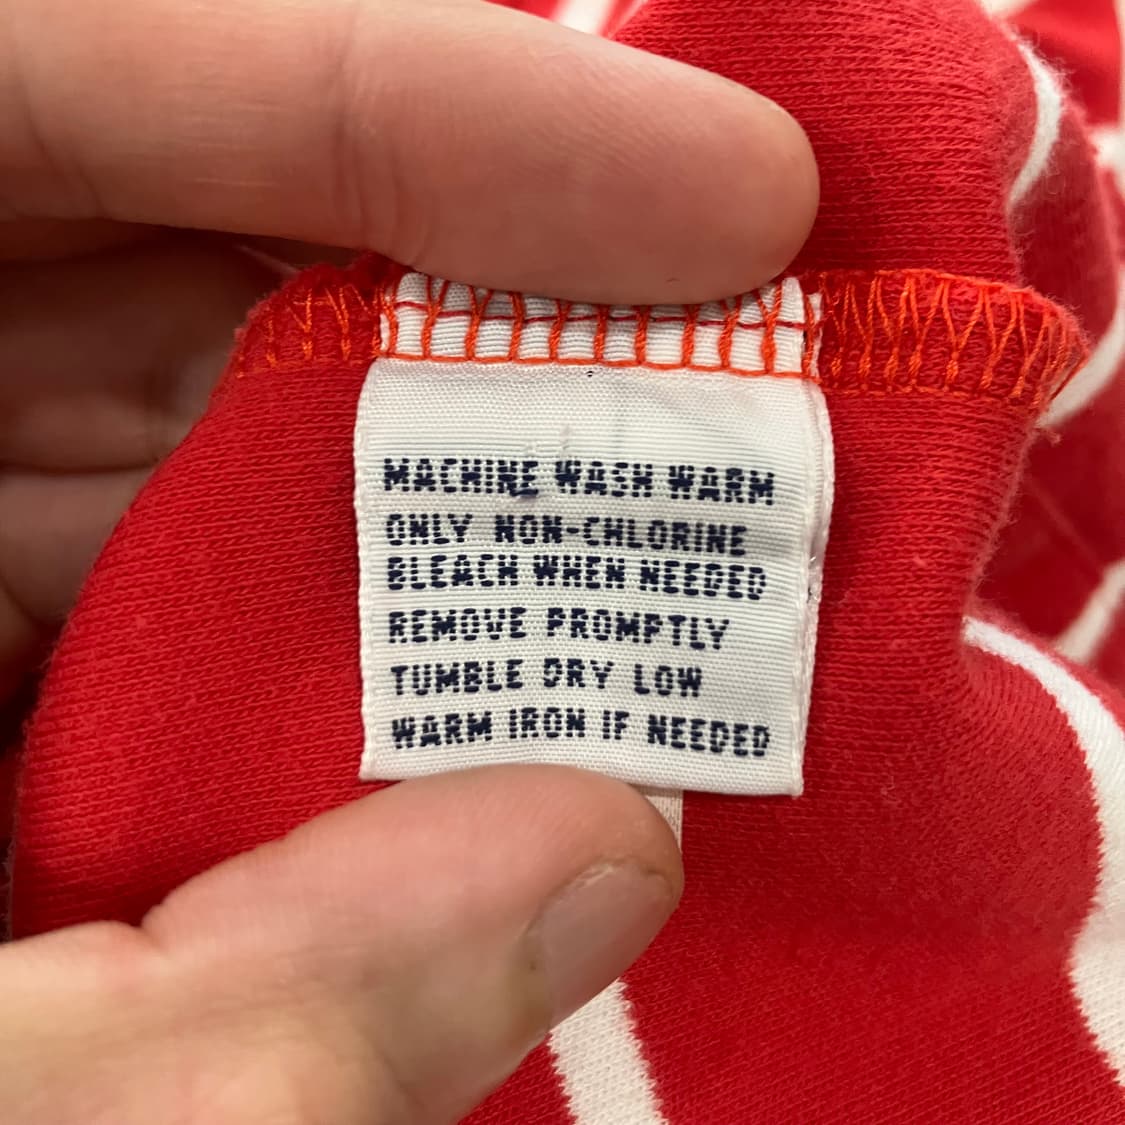 MACHINE WASH WARM
ONLY NON-CHLORINE
BLEACH WHEN NEEDED
REMOVE PROMPTLY
TUMBLE DRY LOW
WARM IRON IF NEEDED